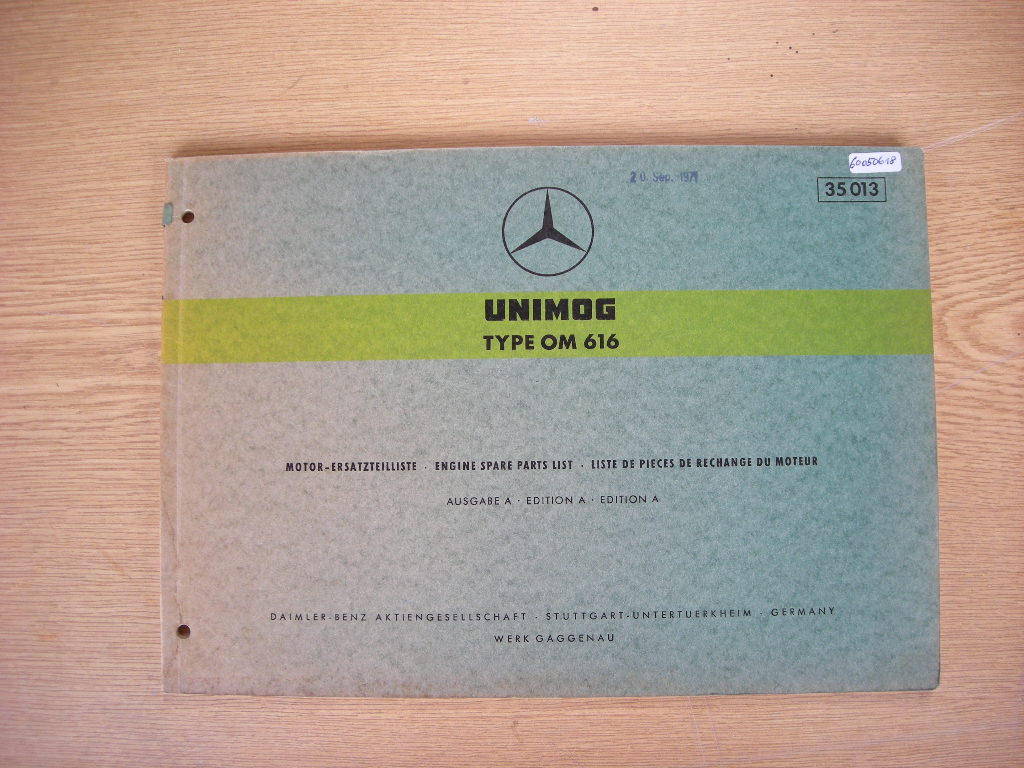 60050618
20. Sep. 1971
35 013
UNIMOG
TYPE OM 616
MOTOR-ERSATZTEILLISTE · ENGINE SPARE PARTS LIST · LISTE DE PIECES DE RECHANGE DU MOTEUR
AUSGABE A · EDITION A · EDITION A
DAIMLER-BENZ AKTIENGESELLSCHAFT · STUTTGART-UNTERTUERKHEIM · GERMANY
WERK GAGGENAU